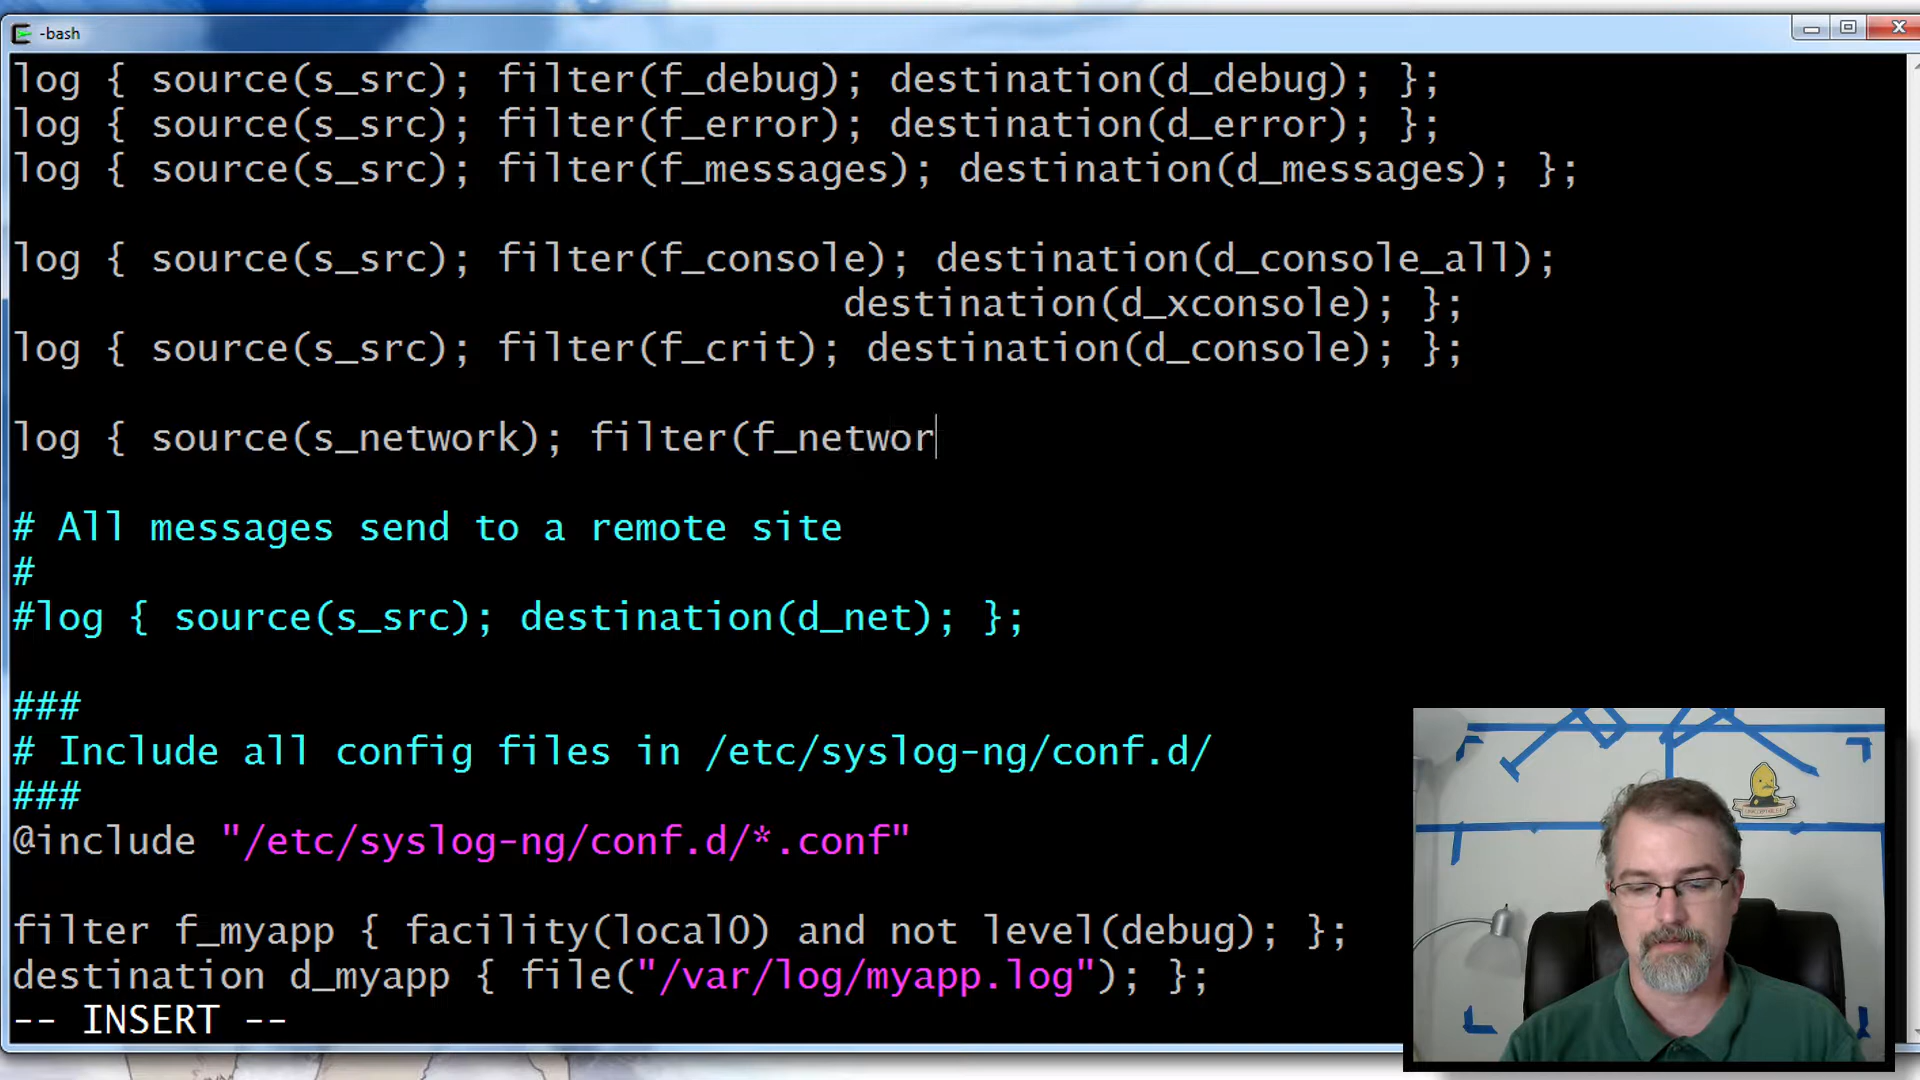 -bash
log { source(s_src); filter(f_debug); destination(d_debug); };
log { source(s_src); filter(f_error); destination(d_error); };
log { source(s_src); filter(f_messages); destination(d_messages); };
log { source(s_src); filter(f_console); destination(d_console_all);
destination(d_xconsole); };
log { source(s_src); filter(f_crit); destination(d_console); };
log { source(s_network); filter(f_networ
# All messages send to a remote site
#
#log { source(s_src); destination(d_net); };
###
# Include all config files in /etc/syslog-ng/conf.d/
###
@include "/etc/syslog-ng/conf.d/*.conf"
filter f_myapp { facility(local0) and not level(debug); };
destination d_myapp { file("/var/log/myapp.log"); };
-- INSERT --